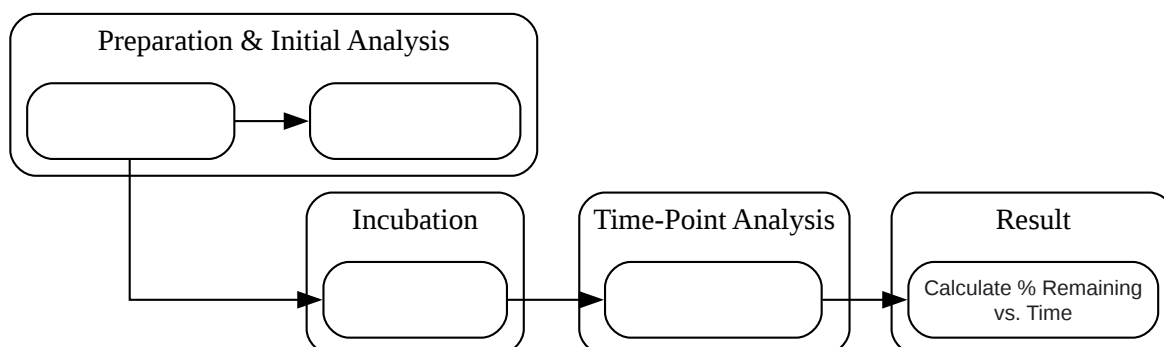 Preparation & Initial Analysis
Incubation
Time-Point Analysis
Result
Calculate % Remaining
vs. Time